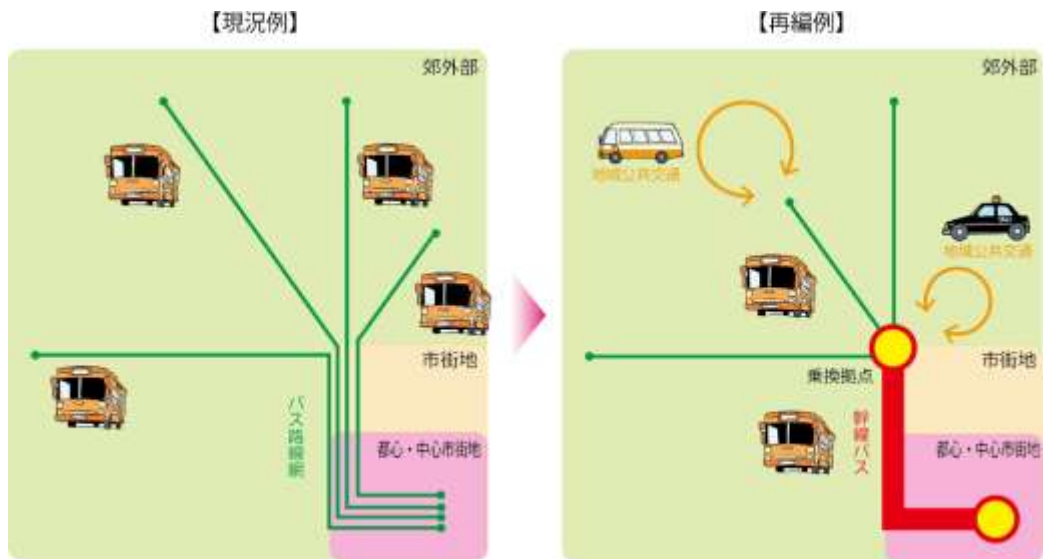 【現況例】
郊外部
市街地
都心・中心市街地
バス路線網
【再編例】
郊外部
地域公共交通
地域公共交通
市街地
乗換拠点
幹線バス
都心・中心市街地